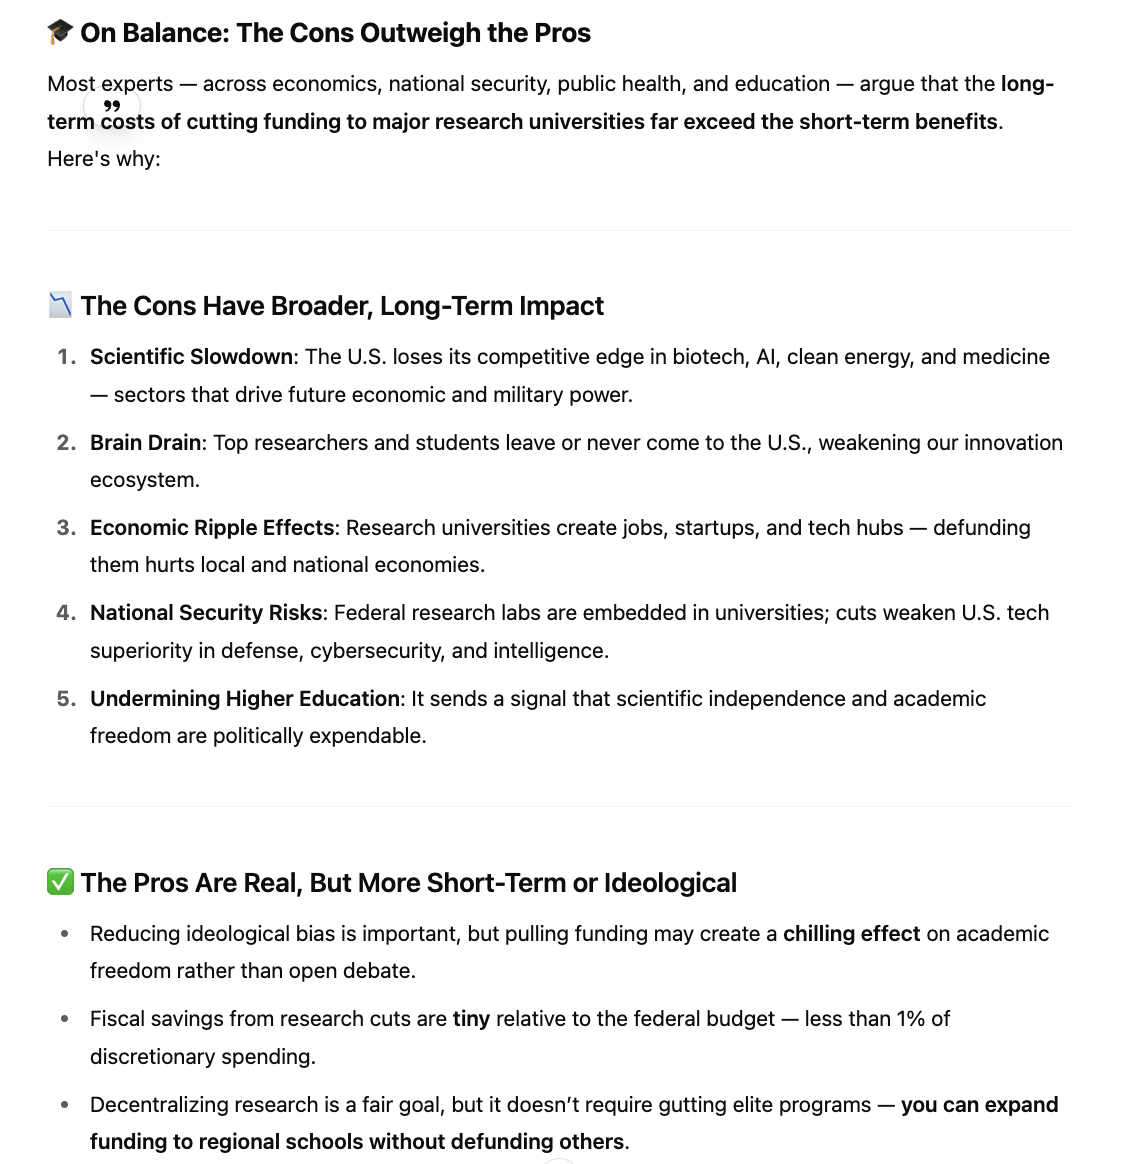 🎓 On Balance: The Cons Outweigh the Pros
Most experts — across economics, national security, public health, and education — argue that the long-
term costs of cutting funding to major research universities far exceed the short-term benefits.
Here's why:
📉 The Cons Have Broader, Long-Term Impact
1. Scientific Slowdown: The U.S. loses its competitive edge in biotech, AI, clean energy, and medicine
— sectors that drive future economic and military power.
2. Brain Drain: Top researchers and students leave or never come to the U.S., weakening our innovation
ecosystem.
3. Economic Ripple Effects: Research universities create jobs, startups, and tech hubs — defunding
them hurts local and national economies.
4. National Security Risks: Federal research labs are embedded in universities; cuts weaken U.S. tech
superiority in defense, cybersecurity, and intelligence.
5. Undermining Higher Education: It sends a signal that scientific independence and academic
freedom are politically expendable.
✅ The Pros Are Real, But More Short-Term or Ideological
• Reducing ideological bias is important, but pulling funding may create a chilling effect on academic
freedom rather than open debate.
• Fiscal savings from research cuts are tiny relative to the federal budget — less than 1% of
discretionary spending.
• Decentralizing research is a fair goal, but it doesn’t require gutting elite programs — you can expand
funding to regional schools without defunding others.